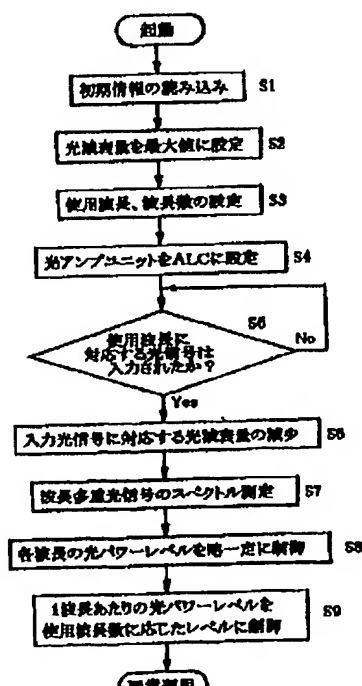 起動
初期情報の読み込み S1
光減衰量を最大値に設定 S2
使用波長、波長数の設定 S3
光アンプユニットをALCに設定 S4
使用波長に S5
対応する光信号は No
入力されたか？
Yes
入力光信号に対応する光減衰量の減少 S6
波長多重光信号のスペクトル測定 S7
各波長の光パワーレベルを略一定に制御 S8
1波長あたりの光パワーレベルを S9
使用波長数に応じたレベルに制御